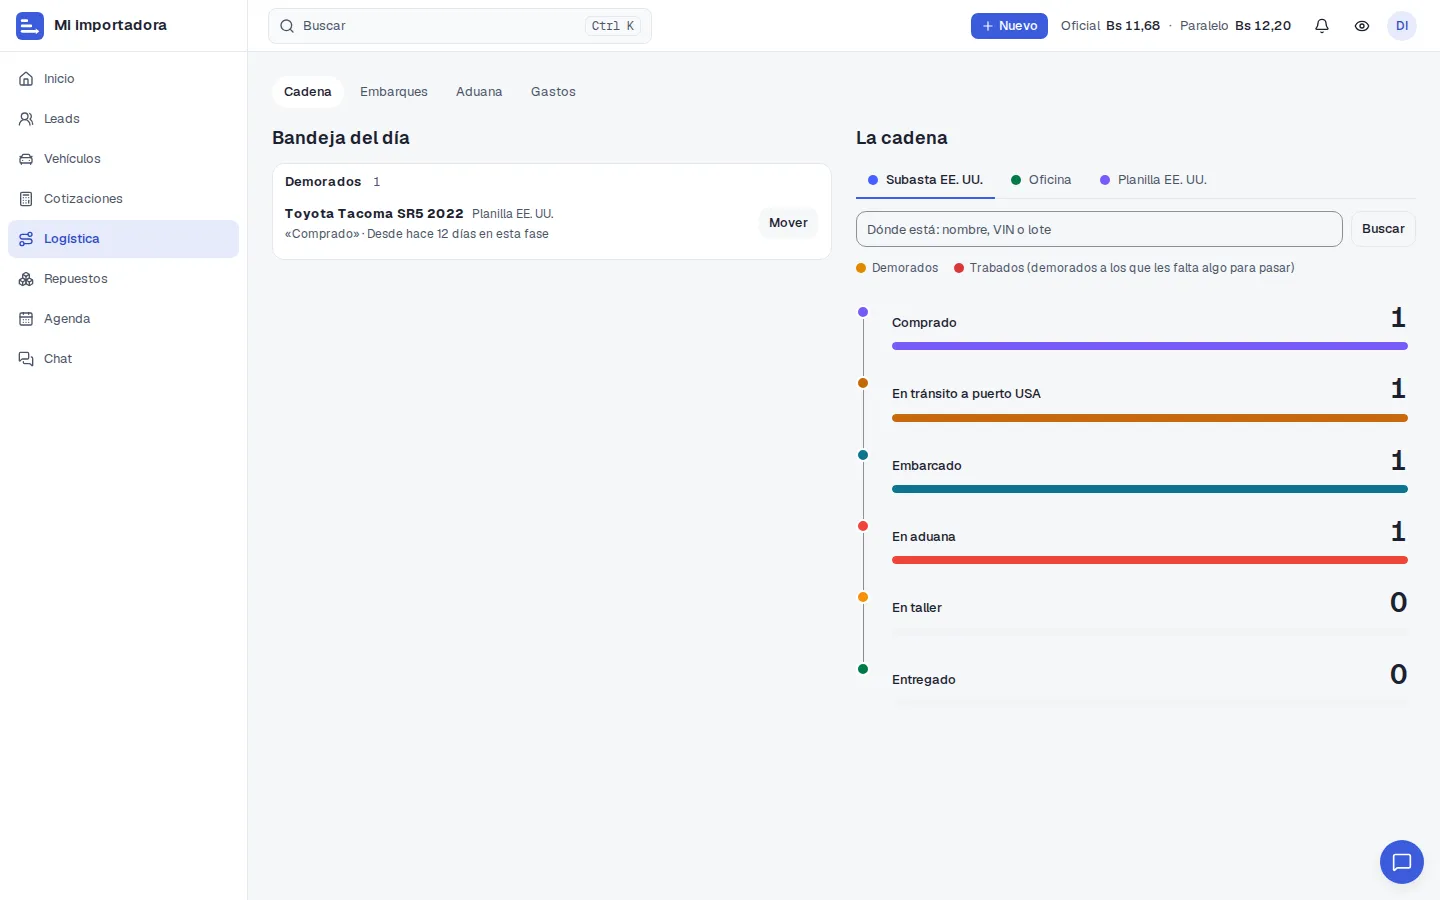 Mi Importadora
Buscar
Ctrl K
Nuevo
Oficial Bs 11,68 · Paralelo Bs 12,20
DI
Inicio
Leads
Vehículos
Cotizaciones
Logística
Repuestos
Agenda
Chat
Cadena
Embarques
Aduana
Gastos
Bandeja del día
Demorados 1
Toyota Tacoma SR5 2022 Planilla EE. UU.
«Comprado» · Desde hace 12 días en esta fase
Mover
La cadena
Subasta EE. UU.
Oficina
Planilla EE. UU.
Dónde está: nombre, VIN o lote
Buscar
Demorados
Trabados (demorados a los que les falta algo para pasar)
Comprado 1
En tránsito a puerto USA 1
Embarcado 1
En aduana 1
En taller 0
Entregado 0